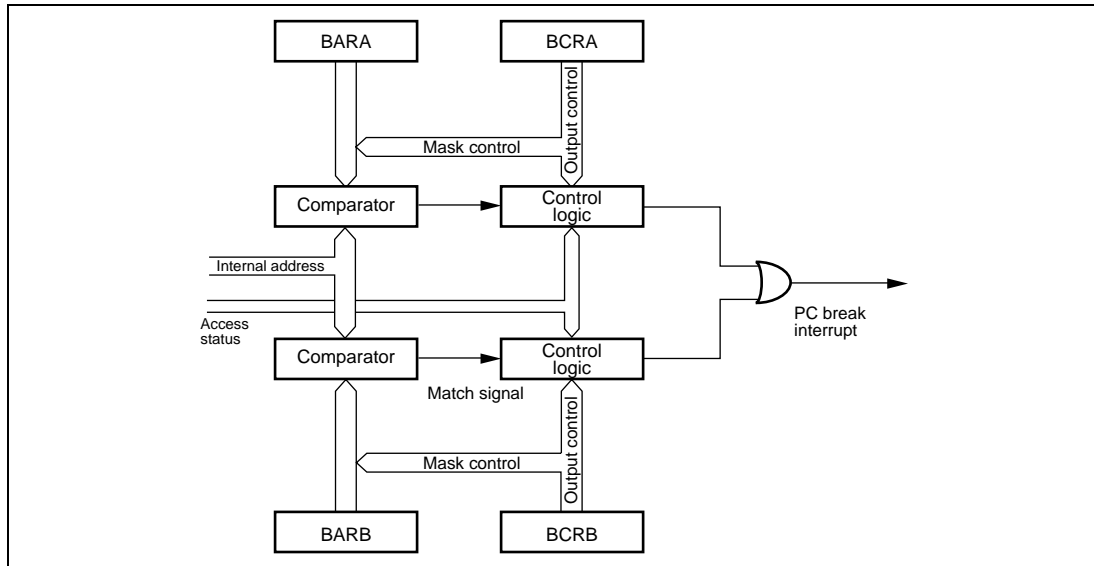 BARA
BCRA
Output control
Mask control
Comparator
Control
logic
Internal address
Access
status
PC break
interrupt
Comparator
Control
logic
Match signal
Mask control
Output control
BARB
BCRB